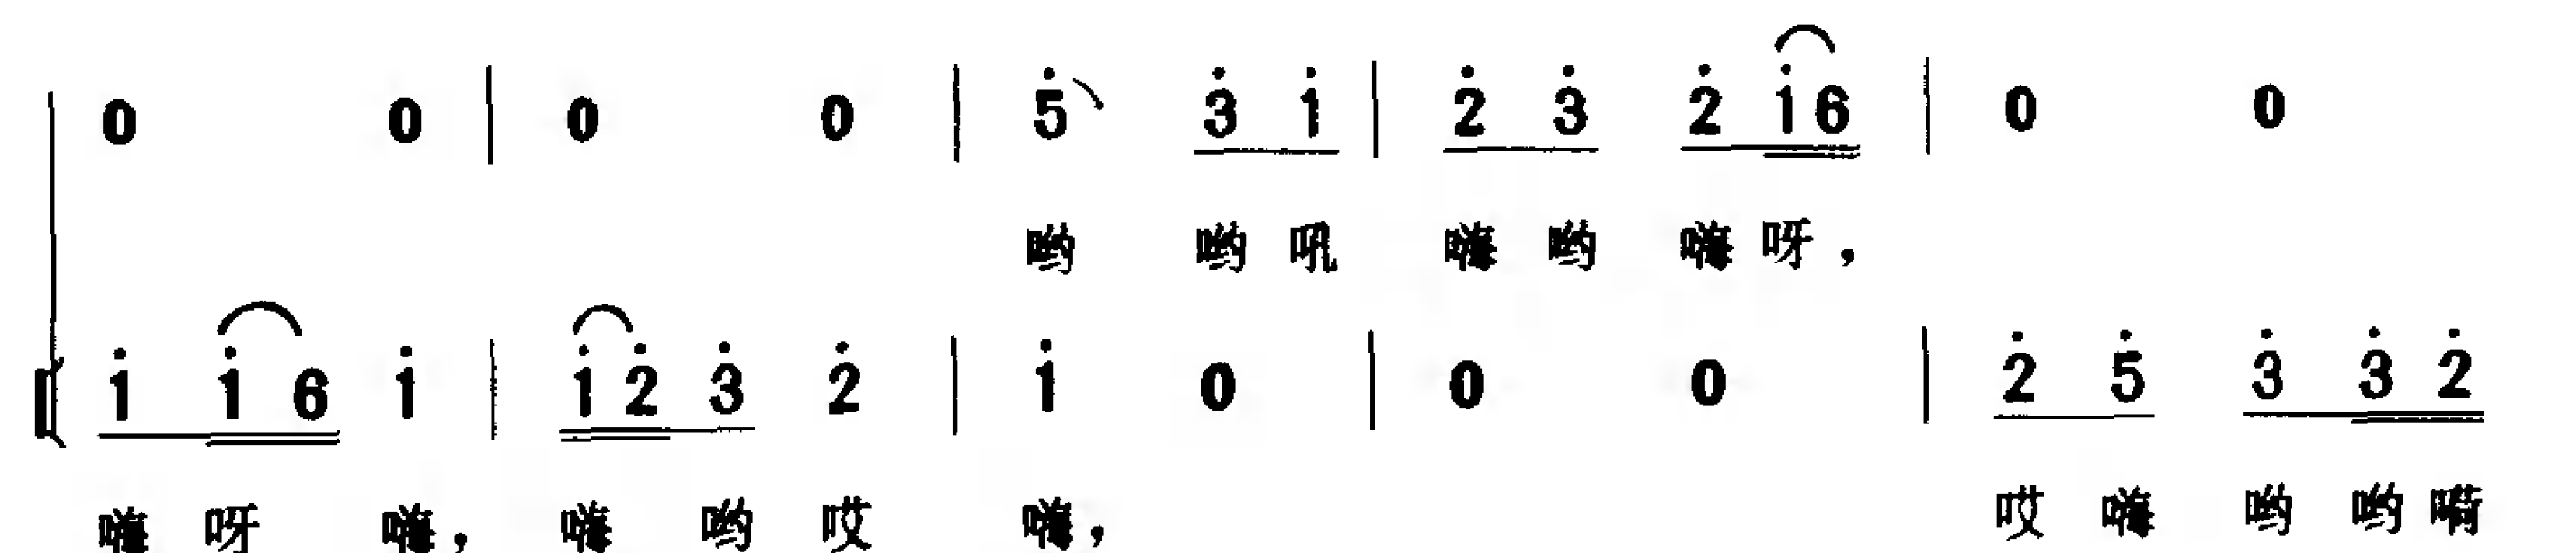 0 0 | 0 0 | 5 3 1 | 2 3 2 1 6 | 0 0
哟 哟 吼 嗨 哟 嗨 呀，
1 1 6 1 | 1 2 3 2 | 1 0 | 0 0 | 2 5 3 3 2
嗨 呀 嗨， 嗨 哟 哎 嗨， 哎 嗨 哟 哟 嗬